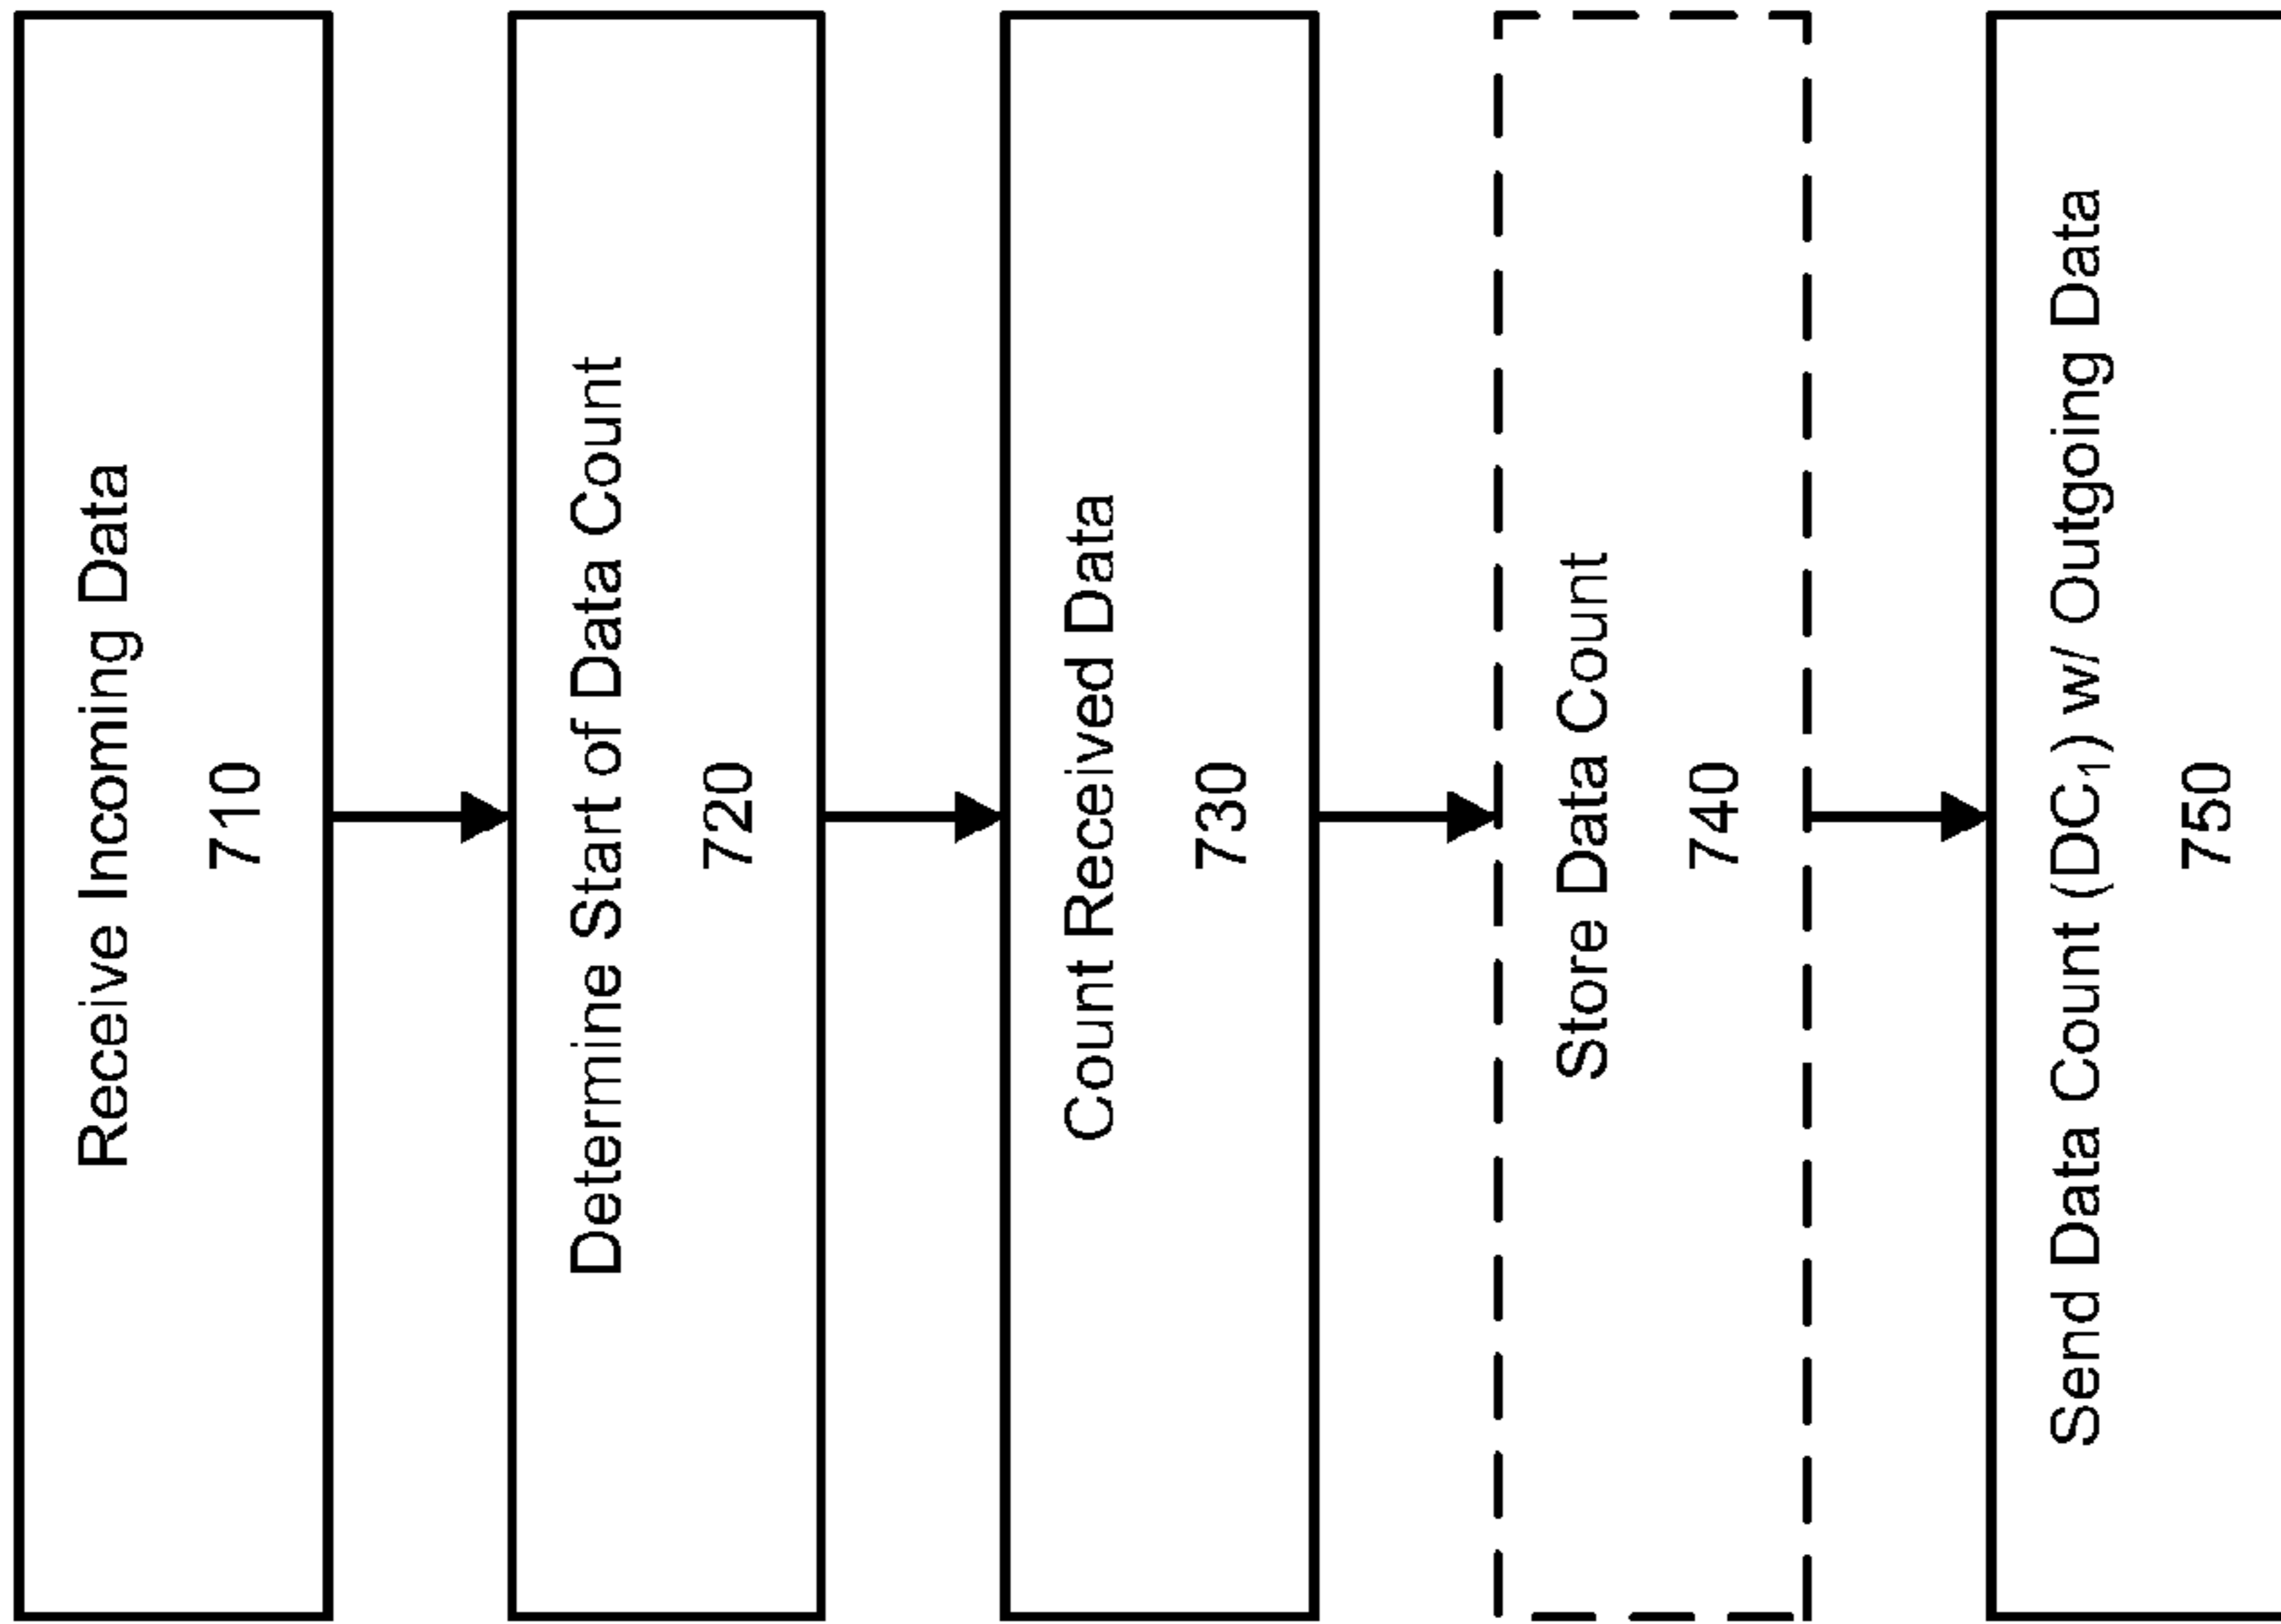 Receive Incoming Data
710
Determine Start of Data Count
720
Count Received Data
730
Store Data Count
740
Send Data Count (DC₁) w/ Outgoing Data
750